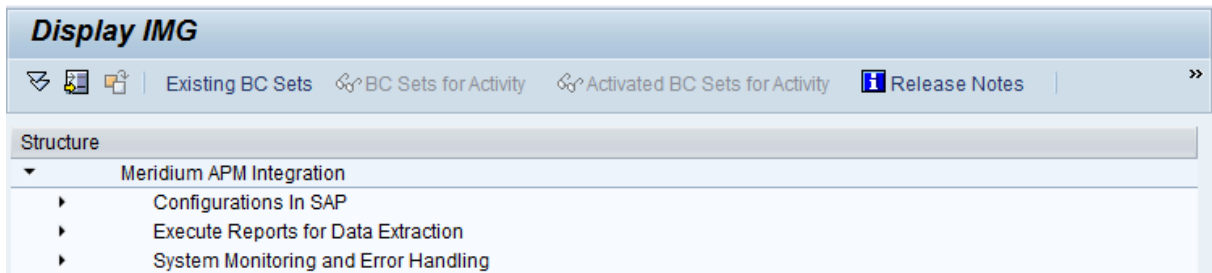 Display IMG
Existing BC Sets BC Sets for Activity Activated BC Sets for Activity Release Notes »
Structure
Meridium APM Integration
Configurations In SAP
Execute Reports for Data Extraction
System Monitoring and Error Handling